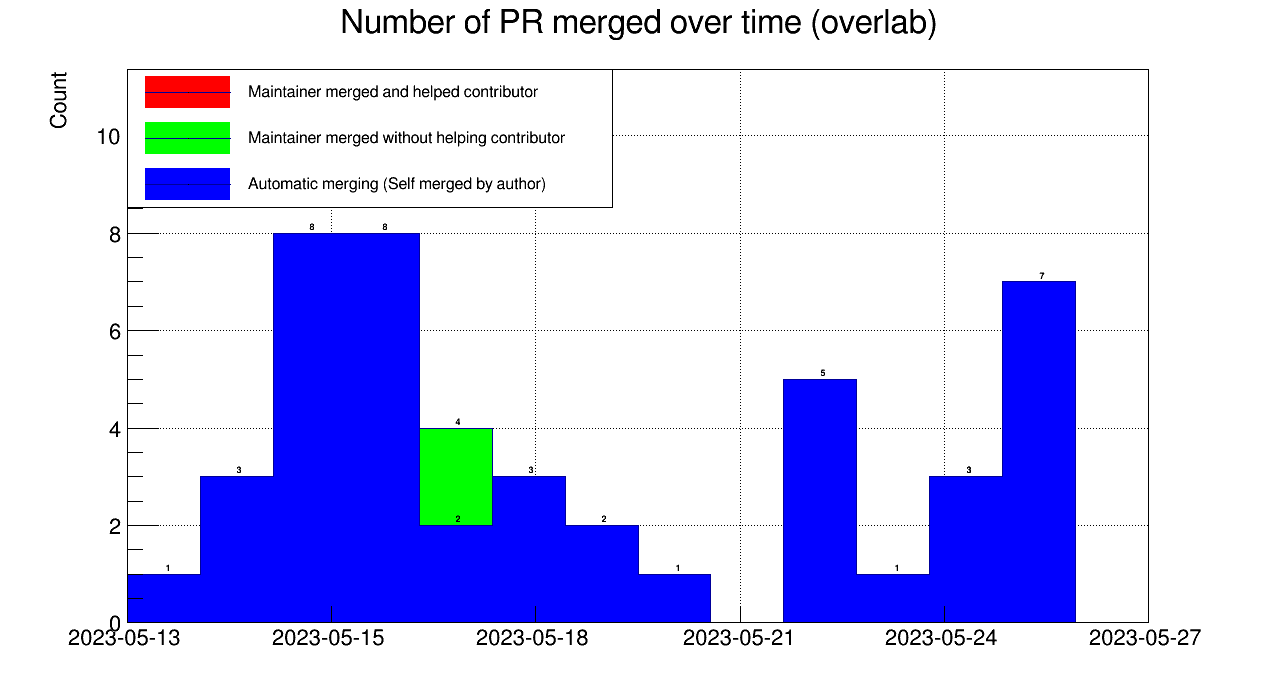 Number of PR merged over time (overlab)
Count
Maintainer merged and helped contributor
Maintainer merged without helping contributor
Automatic merging (Self merged by author)
10
8
6
4
2
0
8 8
7
5
4
3 3 3
2 2
1 1 1
2023-05-13 2023-05-15 2023-05-18 2023-05-21 2023-05-24 2023-05-27